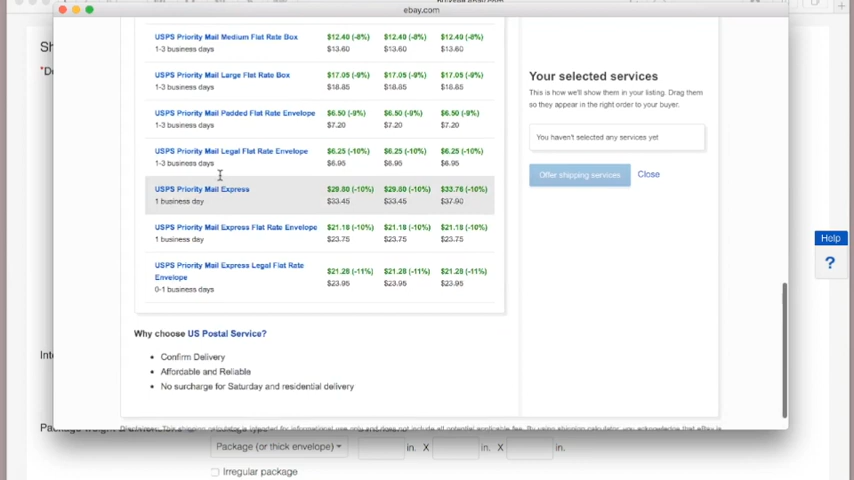 ebay.com
USPS Priority Mail Medium Flat Rate Box $12.40 (-8%) $12.40 (-8%) $12.40 (-8%)
1-3 business days $13.60 $13.60 $13.60
USPS Priority Mail Large Flat Rate Box $17.05 (-9%) $17.05 (-9%) $17.05 (-9%)
1-3 business days $18.85 $18.85 $18.85
USPS Priority Mail Padded Flat Rate Envelope $6.50 (-9%) $6.50 (-9%) $6.50 (-9%)
1-3 business days $7.20 $7.20 $7.20
USPS Priority Mail Legal Flat Rate Envelope $6.25 (-10%) $6.25 (-10%) $6.25 (-10%)
1-3 business days $6.95 $6.95 $6.95
USPS Priority Mail Express $29.80 (-10%) $29.80 (-10%) $33.76 (-10%)
1 business day $33.45 $33.45 $37.90
USPS Priority Mail Express Flat Rate Envelope $21.18 (-10%) $21.18 (-10%) $21.18 (-10%)
1 business day $23.75 $23.75 $23.75
USPS Priority Mail Express Legal Flat Rate
Envelope $21.28 (-11%) $21.28 (-11%) $21.28 (-11%)
0-1 business days $23.95 $23.95 $23.95
Why choose US Postal Service?
• Confirm Delivery
• Affordable and Reliable
• No surcharge for Saturday and residential delivery
Your selected services
This is how we'll show them in your listing. Drag them
so they appear in the right order to your buyer.
You haven't selected any services yet
Offer shipping services Close
Help
?
Package (or thick envelope) in. X in. X in.
Irregular package